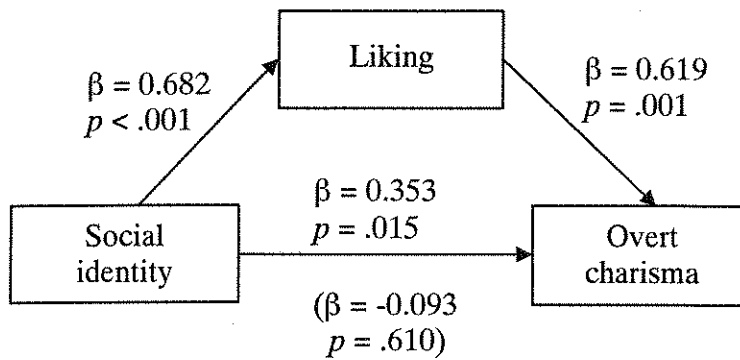 Liking
β = 0.682
p < .001
β = 0.619
p = .001
β = 0.353
p = .015
Social
identity
Overt
charisma
(β = -0.093
p = .610)